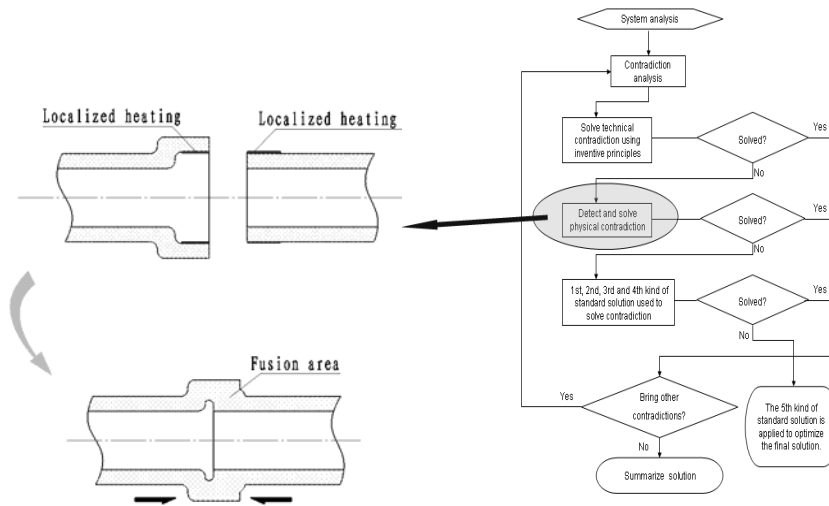 Localized heating
Localized heating
Fusion area
System analysis
Contradiction
analysis
Solve technical
contradiction using
inventive principles
Solved?
Yes
No
Detect and solve
physical contradiction
Solved?
Yes
No
1st, 2nd, 3rd and 4th kind of
standard solution used to
solve contradiction
Solved?
Yes
No
Bring other
contradictions?
Yes
No
The 5th kind of
standard solution is
applied to optimize
the final solution.
Summarize solution